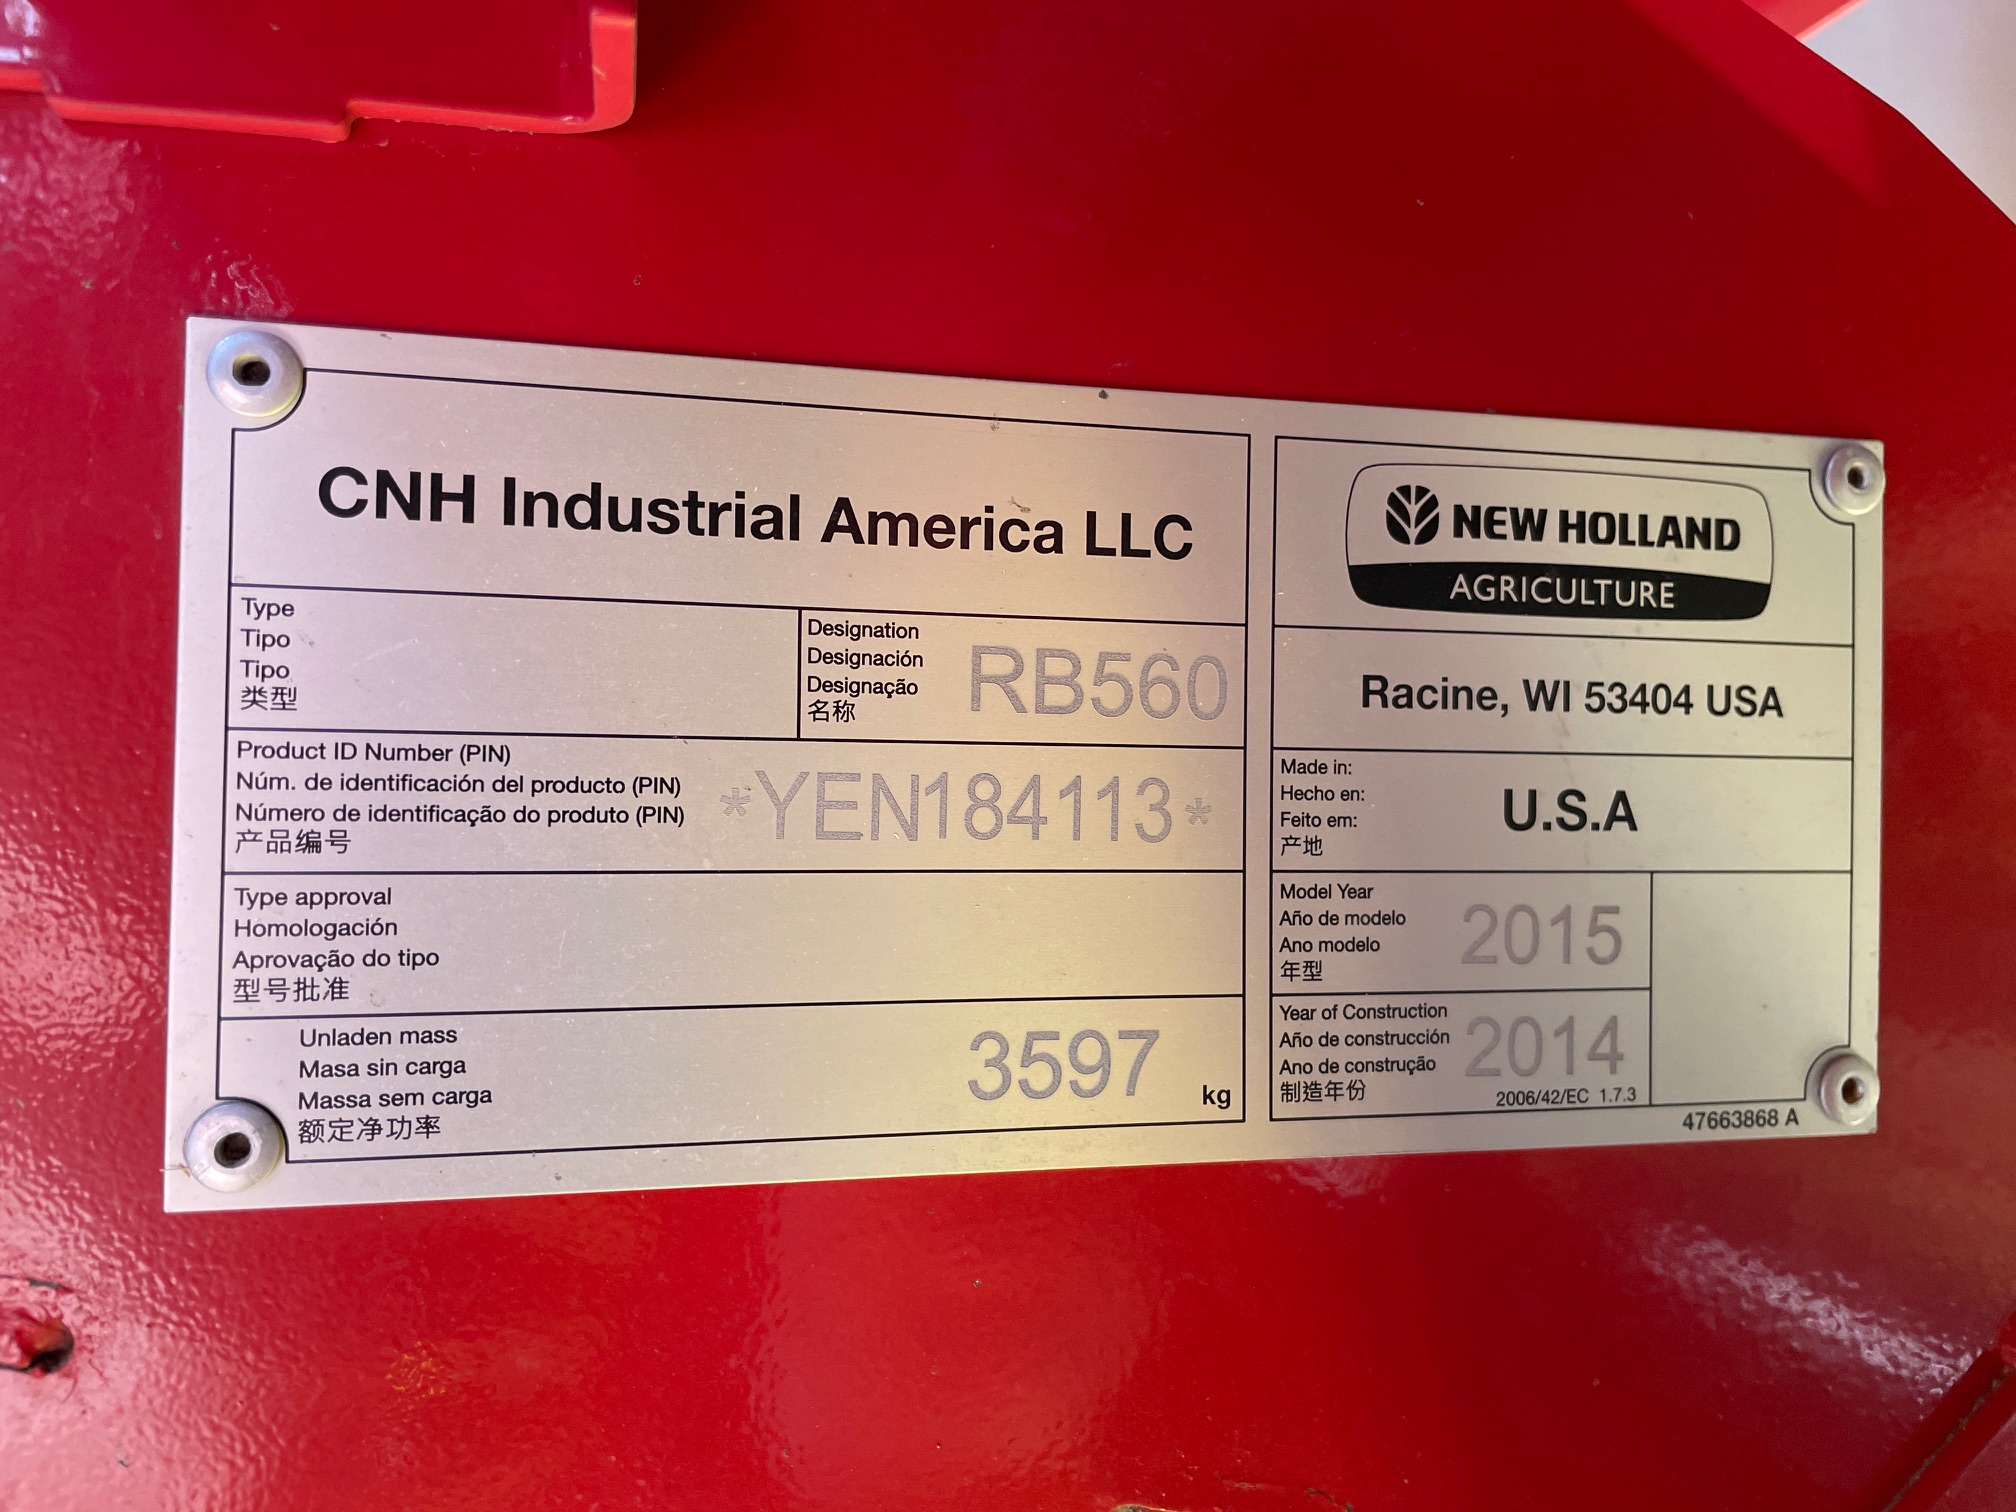 CNH Industrial America LLC
Type
Tipo
Tipo
类型
Designation
Designación
Designação
名称
RB560
Product ID Number (PIN)
Núm. de identificación del producto (PIN)
Número de identificação do produto (PIN)
产品编号
*YEN184113*
Type approval
Homologación
Aprovação do tipo
型号批准
Unladen mass
Masa sin carga
Massa sem carga
额定净功率
3597 kg
NEW HOLLAND
AGRICULTURE
Racine, WI 53404 USA
Made in:
Hecho en:
Feito em:
产地
U.S.A
Model Year
Año de modelo
Ano modelo
年型
2015
Year of Construction
Año de construcción
Ano de construção
制造年份
2014
2006/42/EC 1.7.3
47663868 A